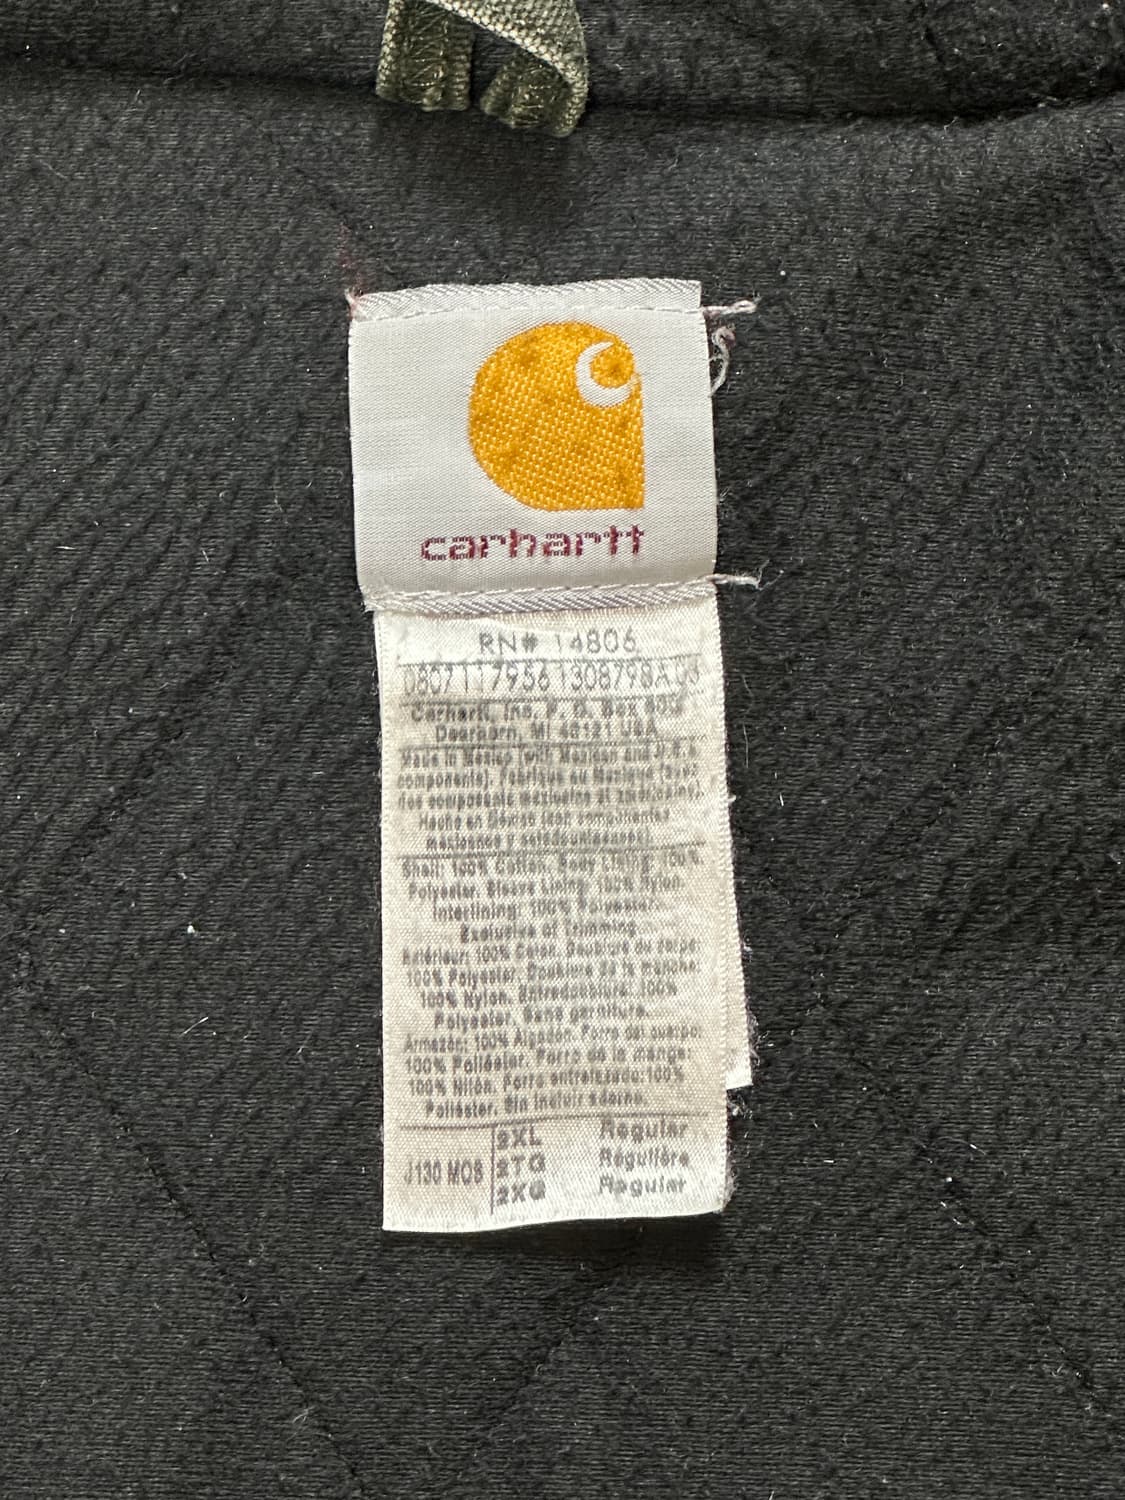 carhartt
RN# 14806
Carhartt, Inc. P. O. Box 600
Dearborn, MI 48121 USA
Made in Mexico (with Mexican and U.S.A.
components). Fabriqué au Mexique (avec
des composants mexicains et américains).
Hecho en México (con componentes
mexicanos y estadounidenses)
Shell: 100% Cotton. Body Lining: 100%
Polyester. Sleeve Lining: 100% Nylon.
Interlining: 100% Polyester.
Exclusive of Trimming
Extérieur: 100% Coton. Doublure du corps:
100% Polyester. Doublure de la manche:
100% Nylon. Entredoublure: 100%
Polyester. Sans garniture.
Armazón: 100% Algodón. Forro del cuerpo:
100% Poliéster. Forro de la manga:
100% Nilón. Forro entrelazado: 100%
Poliéster. Sin incluir adorno.
J130 MOS
2XL Regular
2TG Régulière
2XG Regular